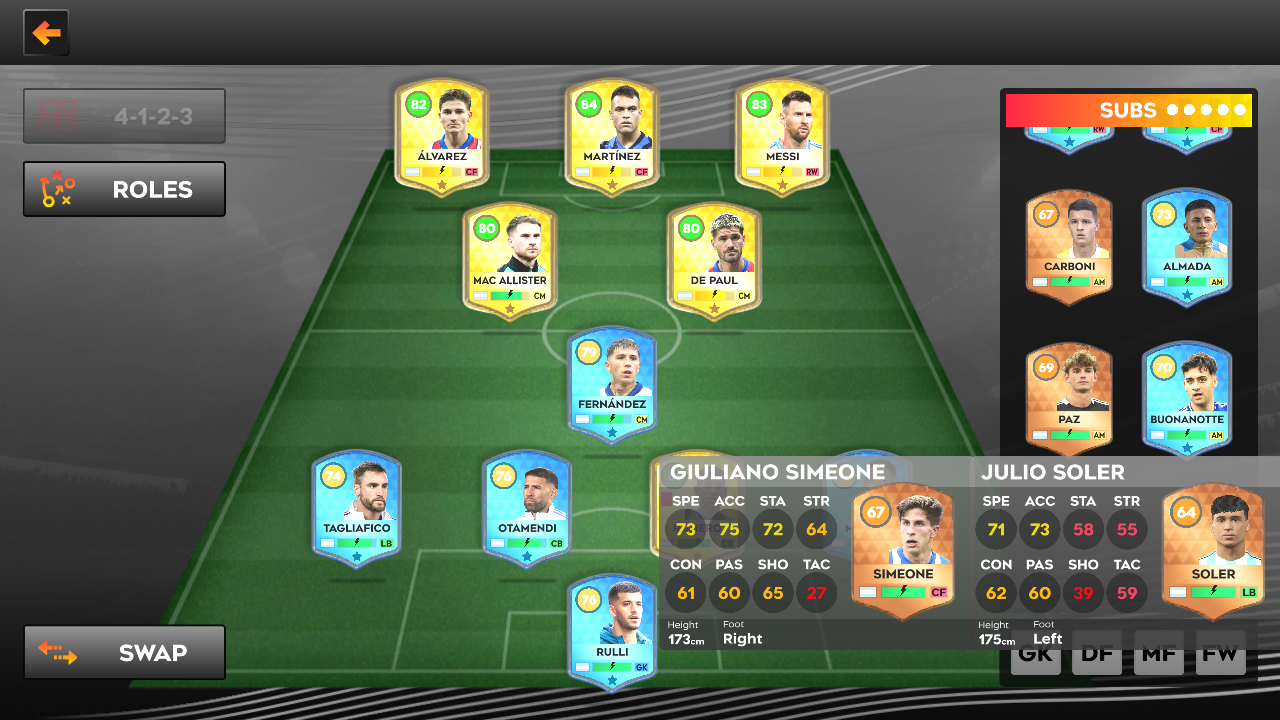 4-1-2-3
ROLES
SUBS
RW
CF
82
ÁLVAREZ
CF
84
MARTÍNEZ
CF
83
MESSI
RW
80
MAC ALLISTER
CM
80
DE PAUL
CM
67
CARBONI
AM
73
ALMADA
AM
79
FERNÁNDEZ
CM
69
PAZ
AM
70
BUONANOTTE
AM
74
TAGLIAFICO
LB
76
OTAMENDI
CB
76
RULLI
GK
GIULIANO SIMEONE
SPE ACC STA STR
73 75 72 64
CON PAS SHO TAC
61 60 65 27
Height Foot
173cm Right
67
SIMEONE
CF
JULIO SOLER
SPE ACC STA STR
71 73 58 55
CON PAS SHO TAC
62 60 39 59
Height Foot
175cm Left
64
SOLER
LB
SWAP
GK DF MF FW